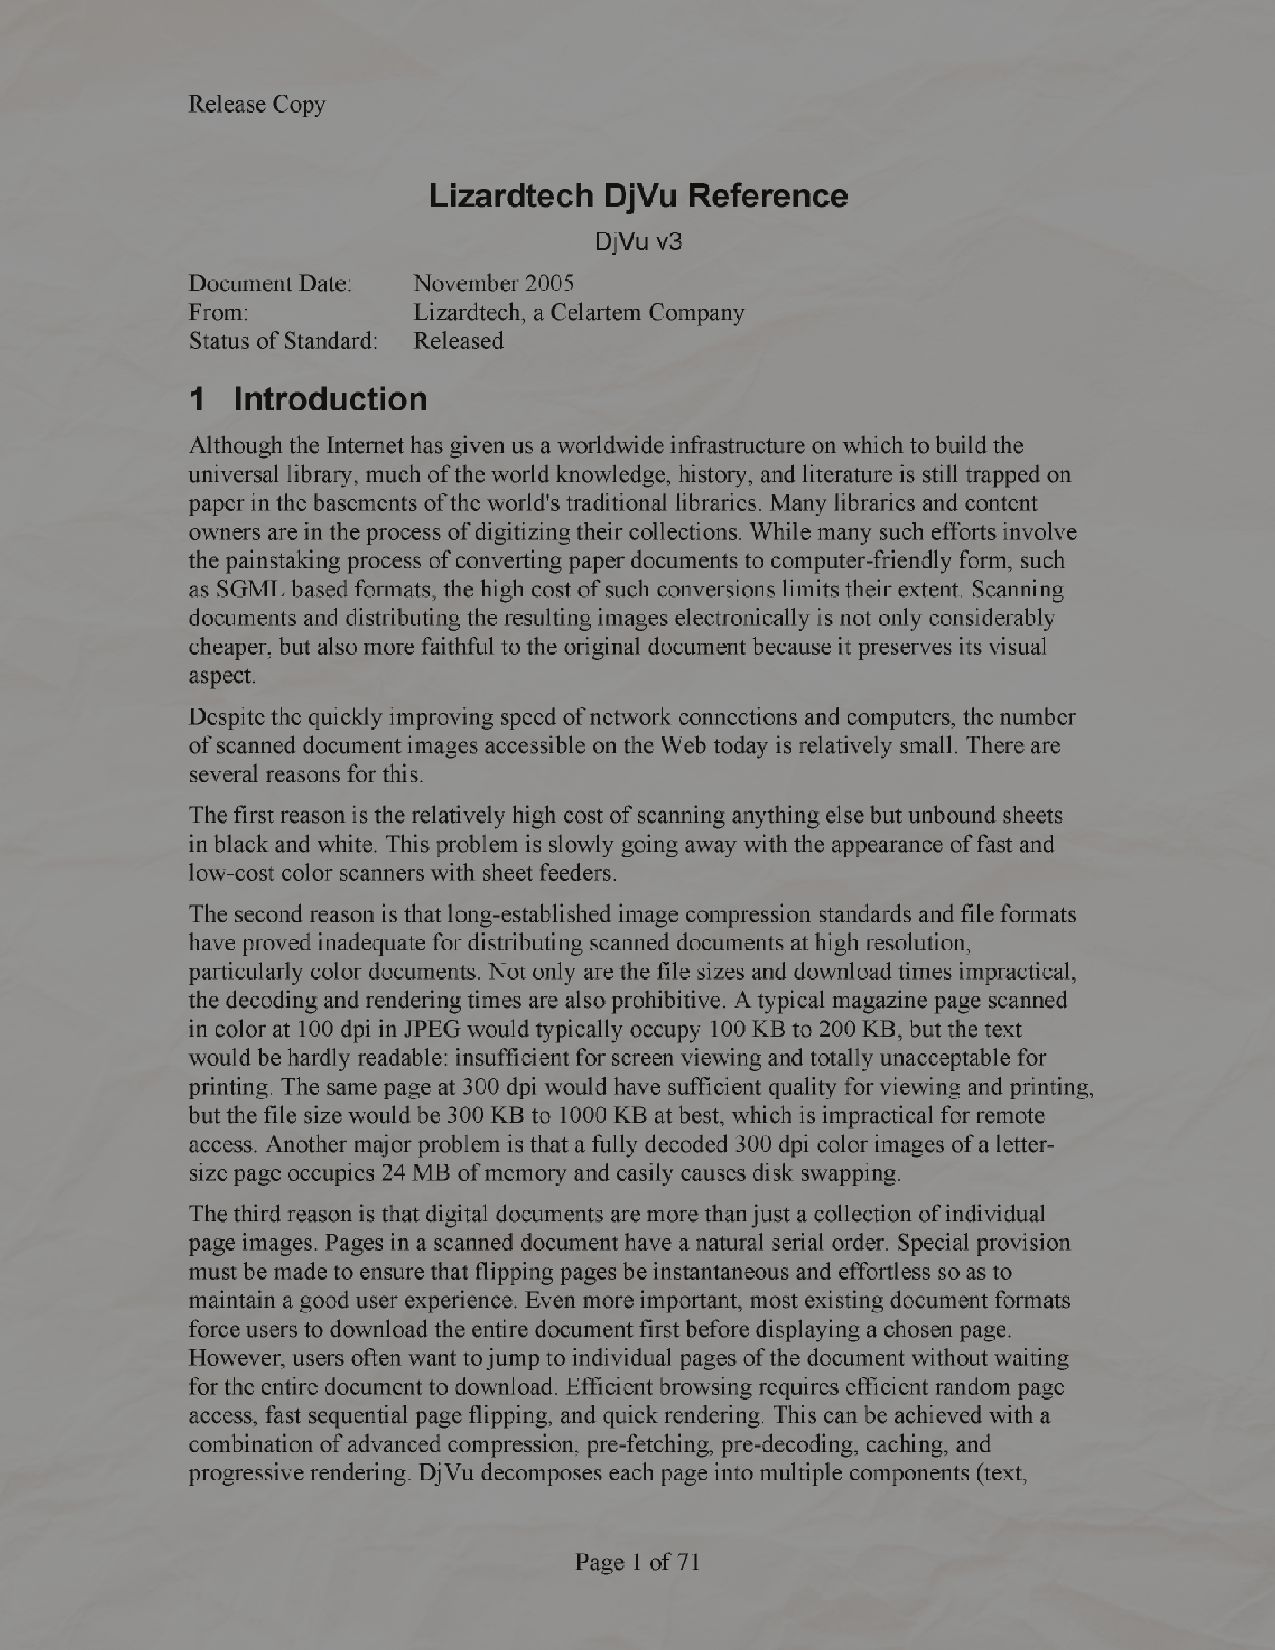 Release Copy
Lizardtech DjVu Reference
DjVu v3
Document Date: November 2005
From: Lizardtech, a Celartem Company
Status of Standard: Released
1 Introduction
Although the Internet has given us a worldwide infrastructure on which to build the
universal library, much of the world knowledge, history, and literature is still trapped on
paper in the basements of the world's traditional libraries. Many libraries and content
owners are in the process of digitizing their collections. While many such efforts involve
the painstaking process of converting paper documents to computer-friendly form, such
as SGML based formats, the high cost of such conversions limits their extent. Scanning
documents and distributing the resulting images electronically is not only considerably
cheaper, but also more faithful to the original document because it preserves its visual
aspect.
Despite the quickly improving speed of network connections and computers, the number
of scanned document images accessible on the Web today is relatively small. There are
several reasons for this.
The first reason is the relatively high cost of scanning anything else but unbound sheets
in black and white. This problem is slowly going away with the appearance of fast and
low-cost color scanners with sheet feeders.
The second reason is that long-established image compression standards and file formats
have proved inadequate for distributing scanned documents at high resolution,
particularly color documents. Not only are the file sizes and download times impractical,
the decoding and rendering times are also prohibitive. A typical magazine page scanned
in color at 100 dpi in JPEG would typically occupy 100 KB to 200 KB, but the text
would be hardly readable: insufficient for screen viewing and totally unacceptable for
printing. The same page at 300 dpi would have sufficient quality for viewing and printing,
but the file size would be 300 KB to 1000 KB at best, which is impractical for remote
access. Another major problem is that a fully decoded 300 dpi color images of a letter-
size page occupies 24 MB of memory and easily causes disk swapping.
The third reason is that digital documents are more than just a collection of individual
page images. Pages in a scanned document have a natural serial order. Special provision
must be made to ensure that flipping pages be instantaneous and effortless so as to
maintain a good user experience. Even more important, most existing document formats
force users to download the entire document first before displaying a chosen page.
However, users often want to jump to individual pages of the document without waiting
for the entire document to download. Efficient browsing requires efficient random page
access, fast sequential page flipping, and quick rendering. This can be achieved with a
combination of advanced compression, pre-fetching, pre-decoding, caching, and
progressive rendering. DjVu decomposes each page into multiple components (text,
Page 1 of 71